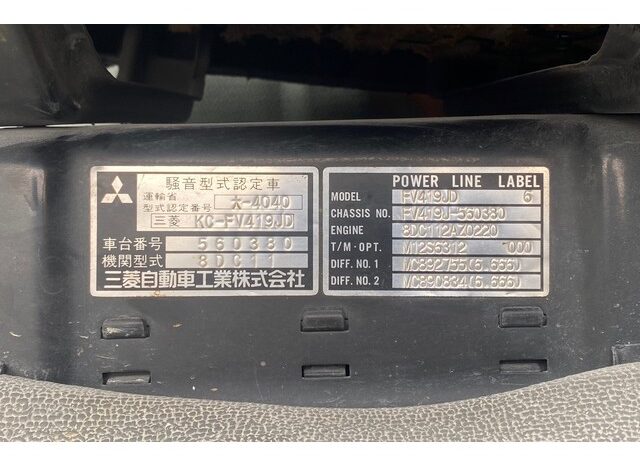 騒音型式認定車
運輸省
型式認定番号 大-4040
三菱 KC-FV419JD
車台番号 560380
機関型式 8DC11
三菱自動車工業株式会社
POWER LINE LABEL
MODEL FV419JD 6
CHASSIS NO. FV419J-560380
ENGINE 8DC112AZ0220
T/M·OPT. M12S6312 000
DIFF. NO. 1 MC892755(6.666)
DIFF. NO. 2 MC890834(6.666)